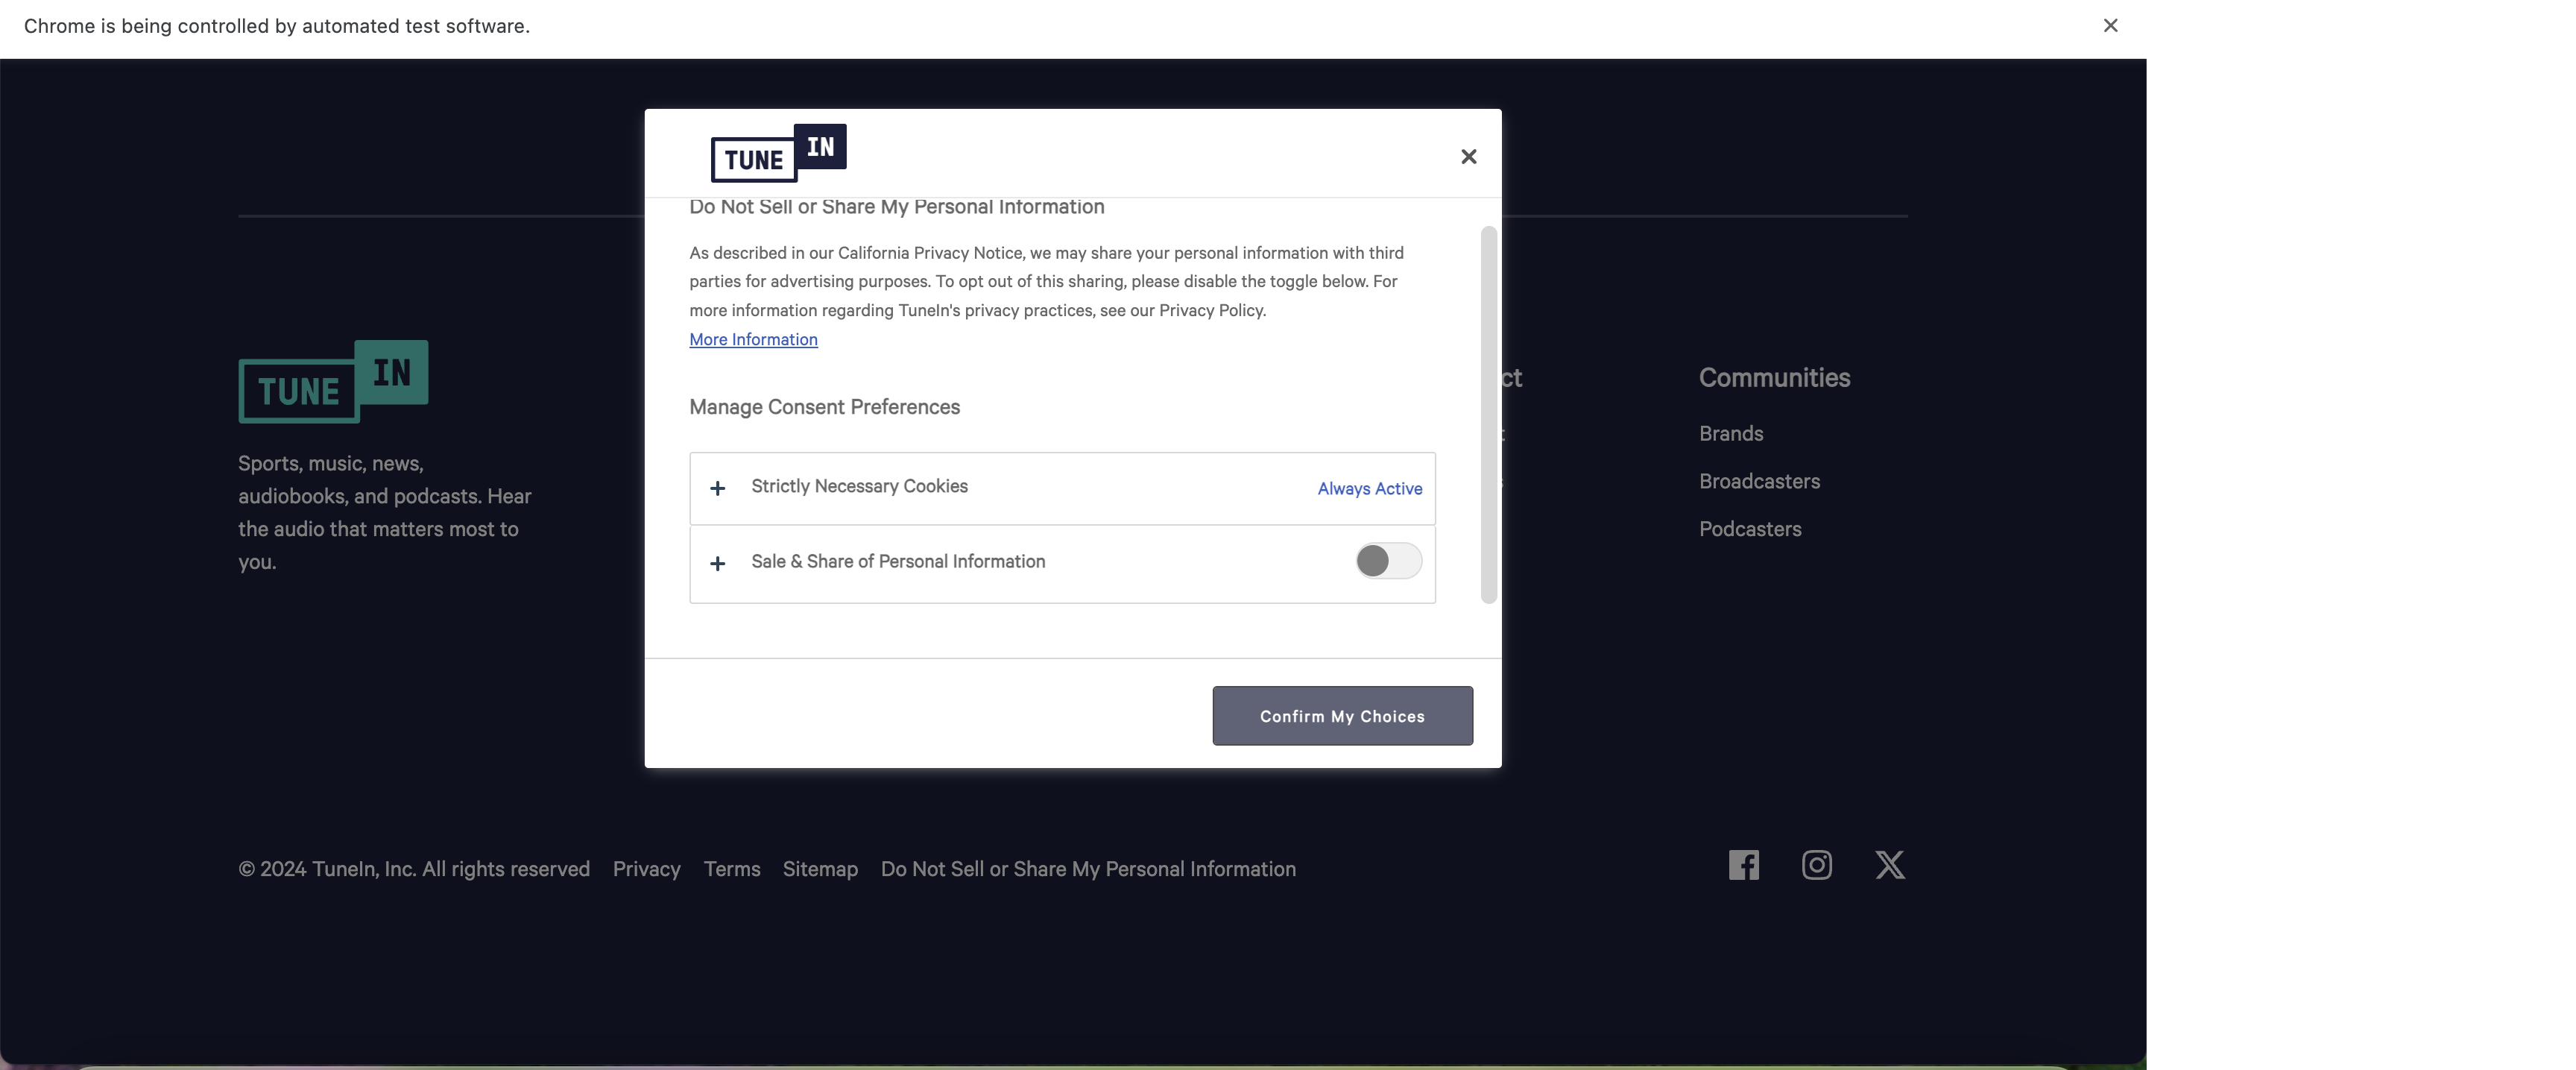 Chrome is being controlled by automated test software.
TUNE IN
Do Not Sell or Share My Personal Information
As described in our California Privacy Notice, we may share your personal information with third
parties for advertising purposes. To opt out of this sharing, please disable the toggle below. For
more information regarding TuneIn's privacy practices, see our Privacy Policy.
More Information
Manage Consent Preferences
Strictly Necessary Cookies
Always Active
Sale & Share of Personal Information
Confirm My Choices
TUNE IN
Sports, music, news,
audiobooks, and podcasts. Hear
the audio that matters most to
you.
ct
Communities
Brands
Broadcasters
Podcasters
© 2024 TuneIn, Inc. All rights reserved Privacy Terms Sitemap Do Not Sell or Share My Personal Information